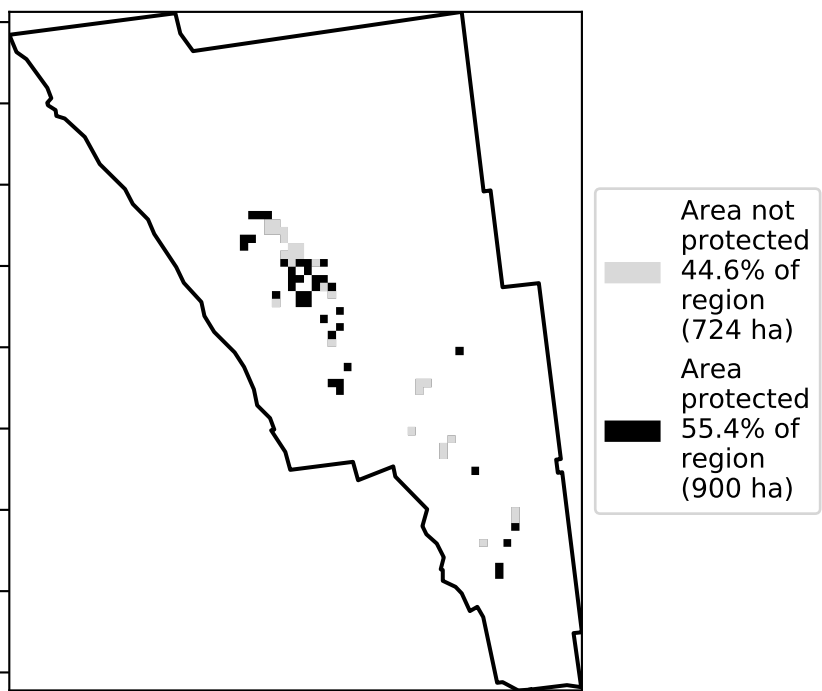 Area not
protected
44.6% of
region
(724 ha)
Area
protected
55.4% of
region
(900 ha)